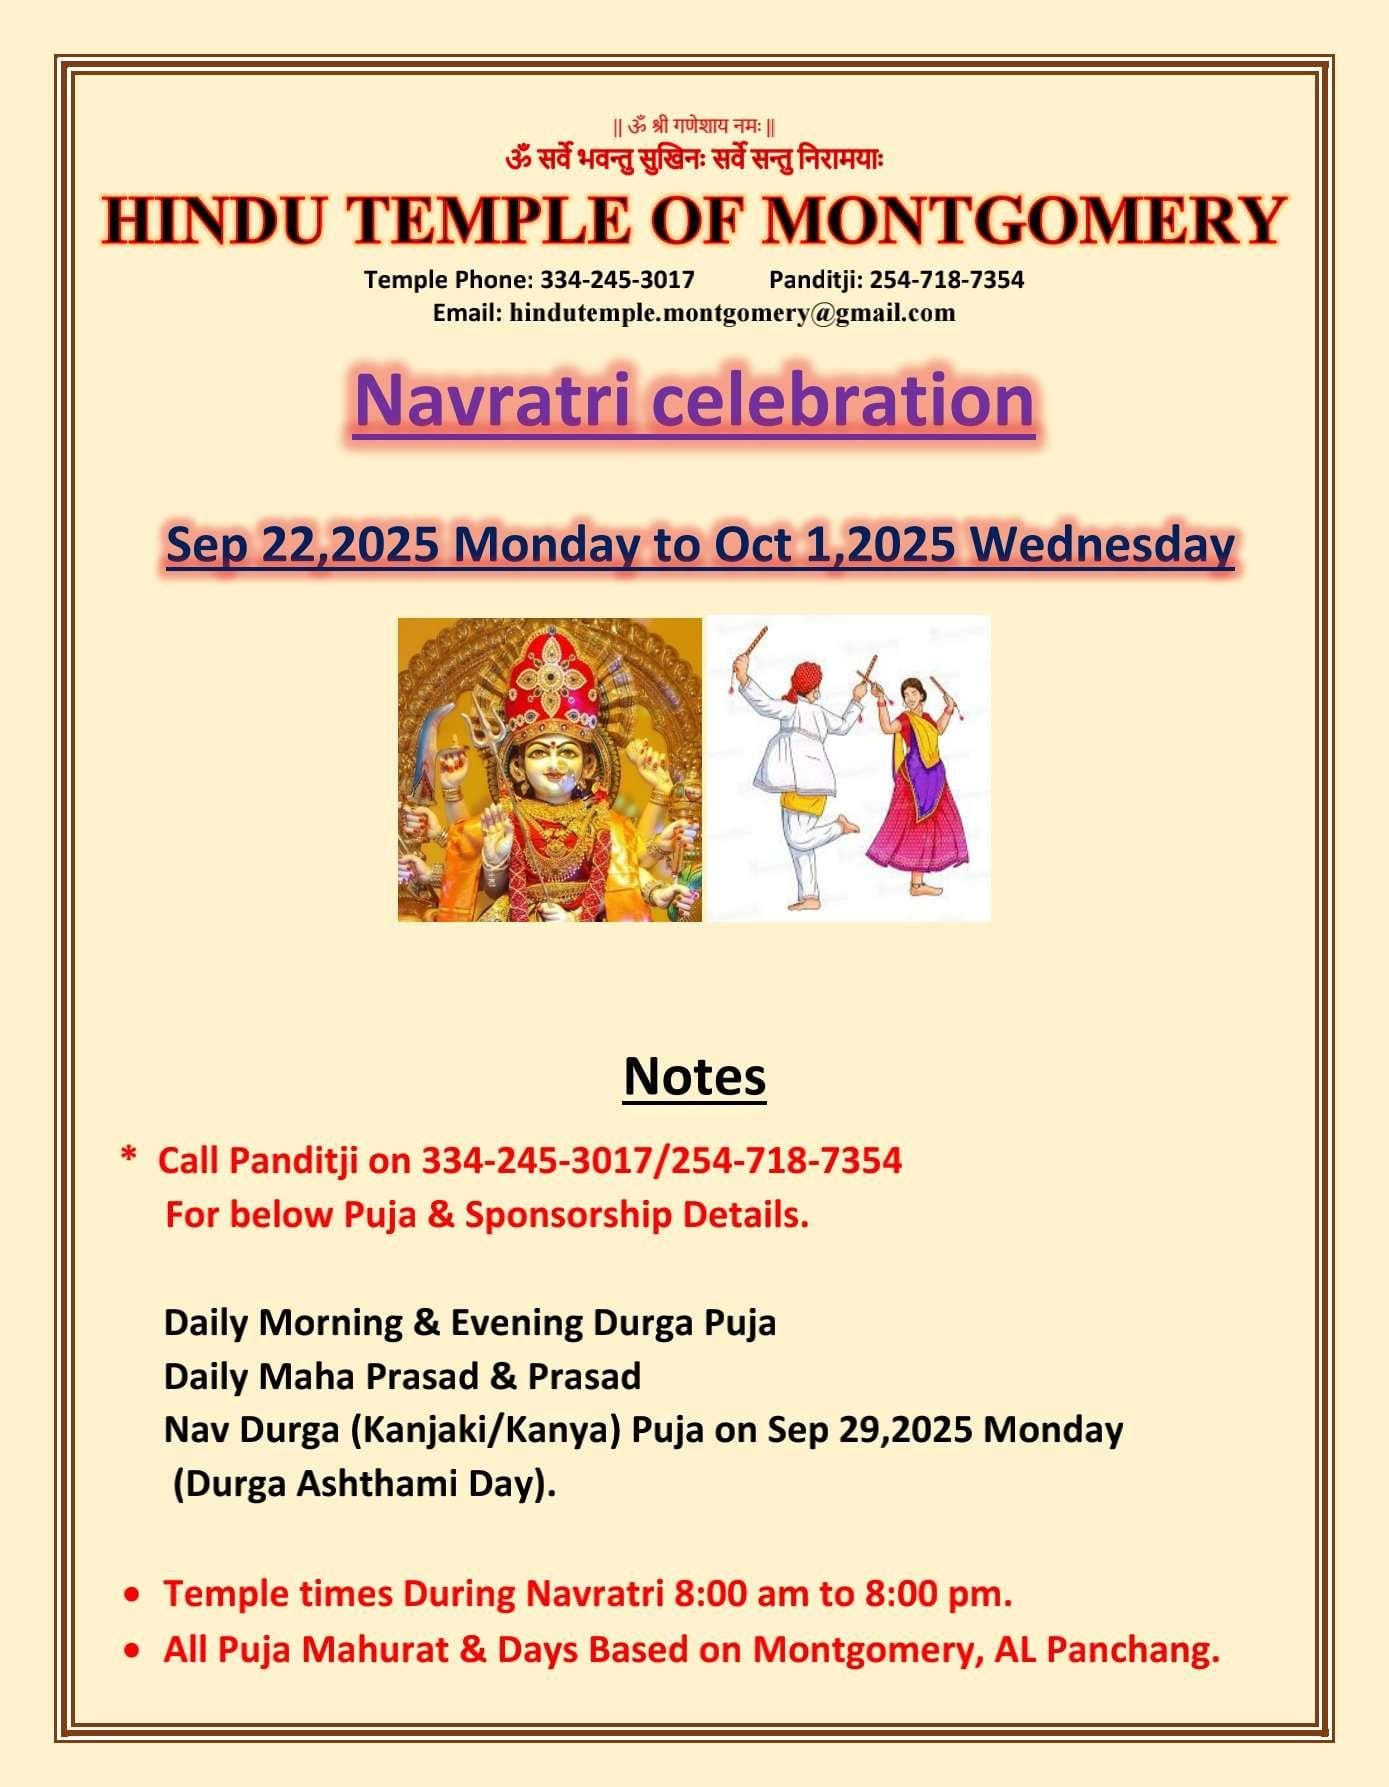 || ॐ श्री गणेशाय नमः ||
ॐ सर्वे भवन्तु सुखिनः सर्वे सन्तु निरामयाः
HINDU TEMPLE OF MONTGOMERY
Temple Phone: 334-245-3017 Panditji: 254-718-7354
Email: hindutemple.montgomery@gmail.com
Navratri celebration
Sep 22,2025 Monday to Oct 1,2025 Wednesday
Notes
* Call Panditji on 334-245-3017/254-718-7354
For below Puja & Sponsorship Details.
Daily Morning & Evening Durga Puja
Daily Maha Prasad & Prasad
Nav Durga (Kanjaki/Kanya) Puja on Sep 29,2025 Monday
(Durga Ashthami Day).
• Temple times During Navratri 8:00 am to 8:00 pm.
• All Puja Mahurat & Days Based on Montgomery, AL Panchang.